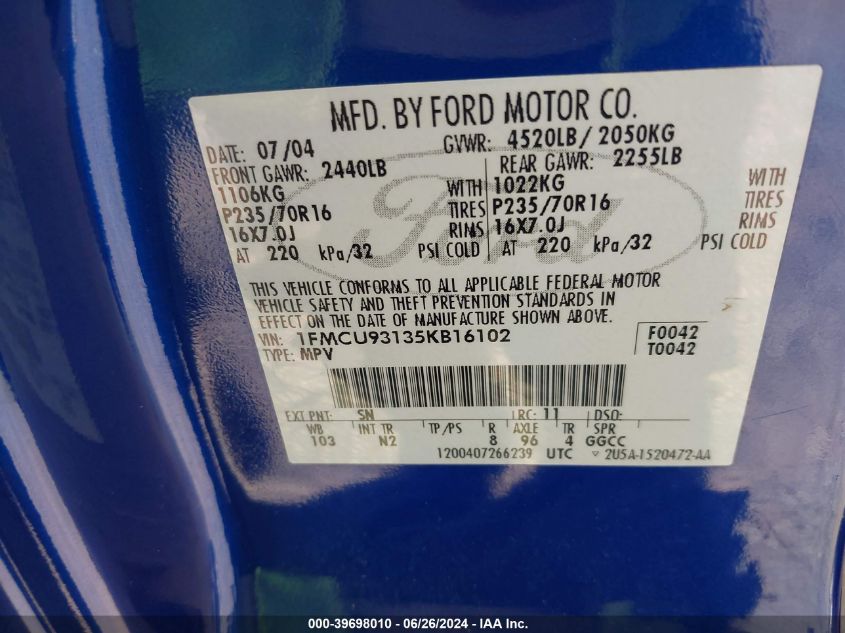 MFD. BY FORD MOTOR CO.
DATE: 07/04 GVWR: 4520LB/ 2050KG
FRONT GAWR: 2440LB REAR GAWR: 2255LB
1106KG WITH 1022KG WITH
P235/70R16 TIRES P235/70R16 TIRES
16X7.0J RIMS 16X7.0J RIMS
AT 220 kPa/32 PSI COLD AT 220 kPa/32 PSI COLD
Ford
THIS VEHICLE CONFORMS TO ALL APPLICABLE FEDERAL MOTOR
VEHICLE SAFETY AND THEFT PREVENTION STANDARDS IN
EFFECT ON THE DATE OF MANUFACTURE SHOWN ABOVE.
VIN: 1FMCU93135KB16102 F0042
TYPE: MPV T0042
EXT PNT: SN RC: 11 DSO:
WB INT TR TP/PS R AXLE TR SPR
103 N2 8 96 4 GGCC
1200407266239 UTC 2U5A-1520472-AA
000-39698010 - 06/26/2024 - IAA Inc.